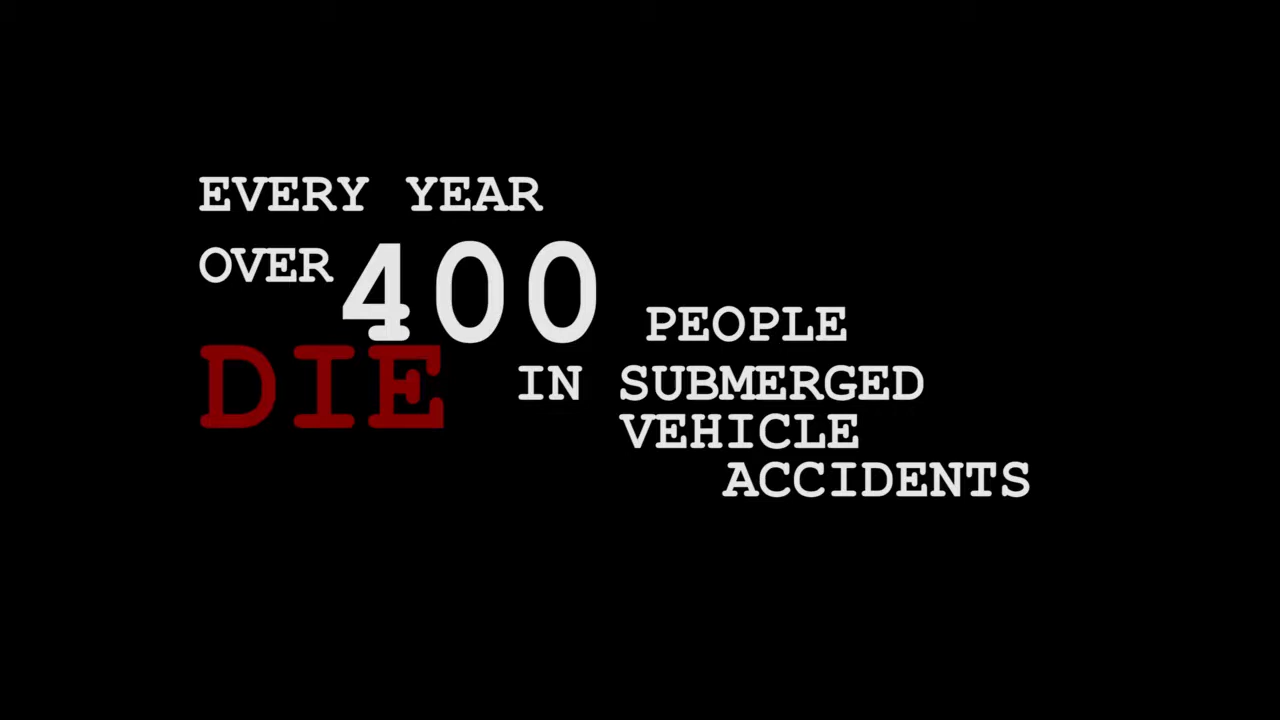 EVERY YEAR
OVER 400 PEOPLE
DIE IN SUBMERGED
VEHICLE
ACCIDENTS